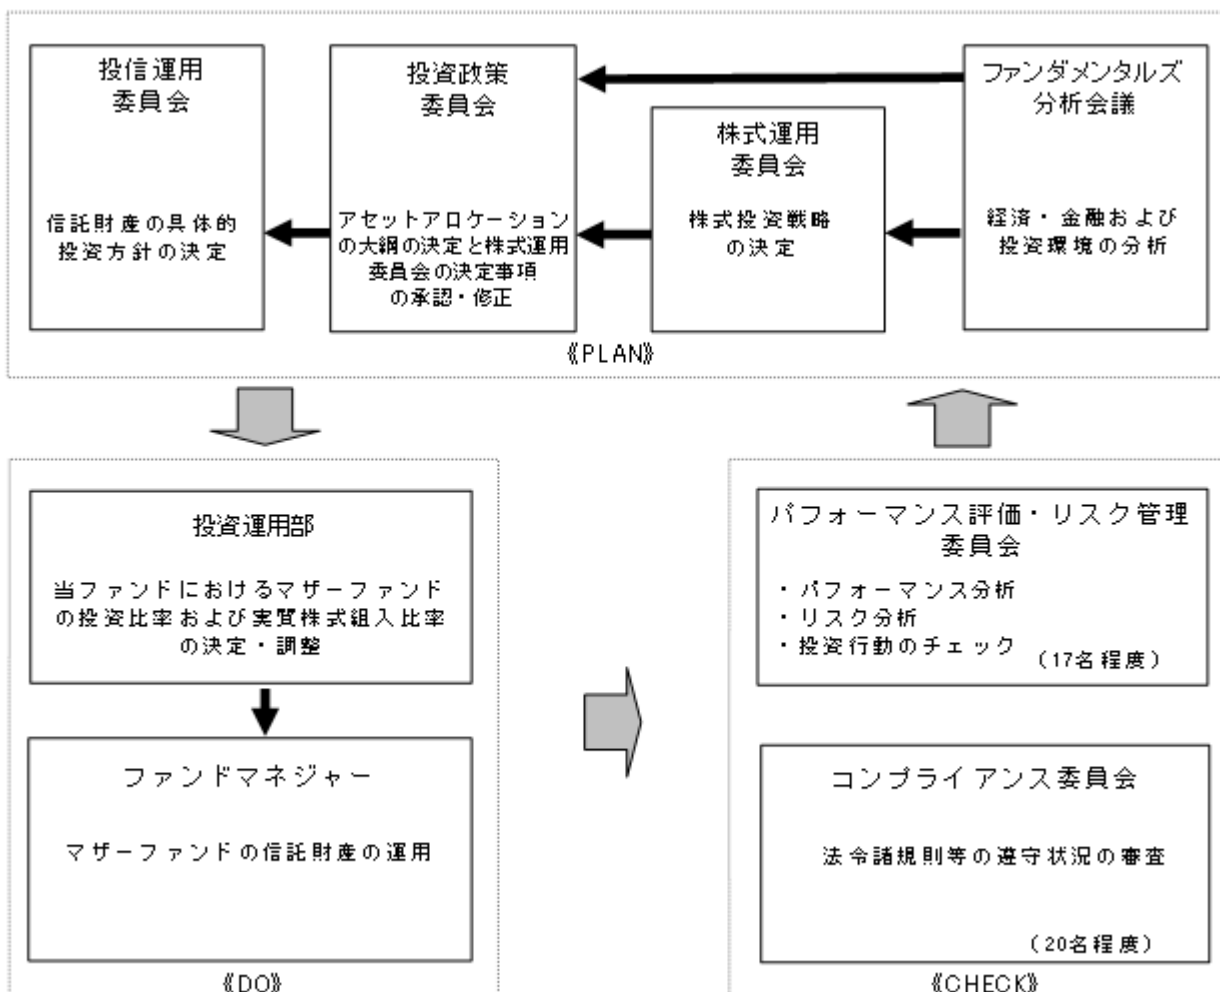 投信運用
委員会
信託財産の具体的
投資方針の決定
投資政策
委員会
アセットアロケーション
の大綱の決定と株式運用
委員会の決定事項
の承認・修正
株式運用
委員会
株式投資戦略
の決定
ファンダメンタルズ
分析会議
経済・金融および
投資環境の分析
《PLAN》
投資運用部
当ファンドにおけるマザーファンド
の投資比率および実質株式組入比率
の決定・調整
ファンドマネジャー
マザーファンドの信託財産の運用
《DO》
パフォーマンス評価・リスク管理
委員会
・パフォーマンス分析
・リスク分析
・投資行動のチェック
（17名程度）
コンプライアンス委員会
法令諸規則等の遵守状況の審査
（20名程度）
《CHECK》